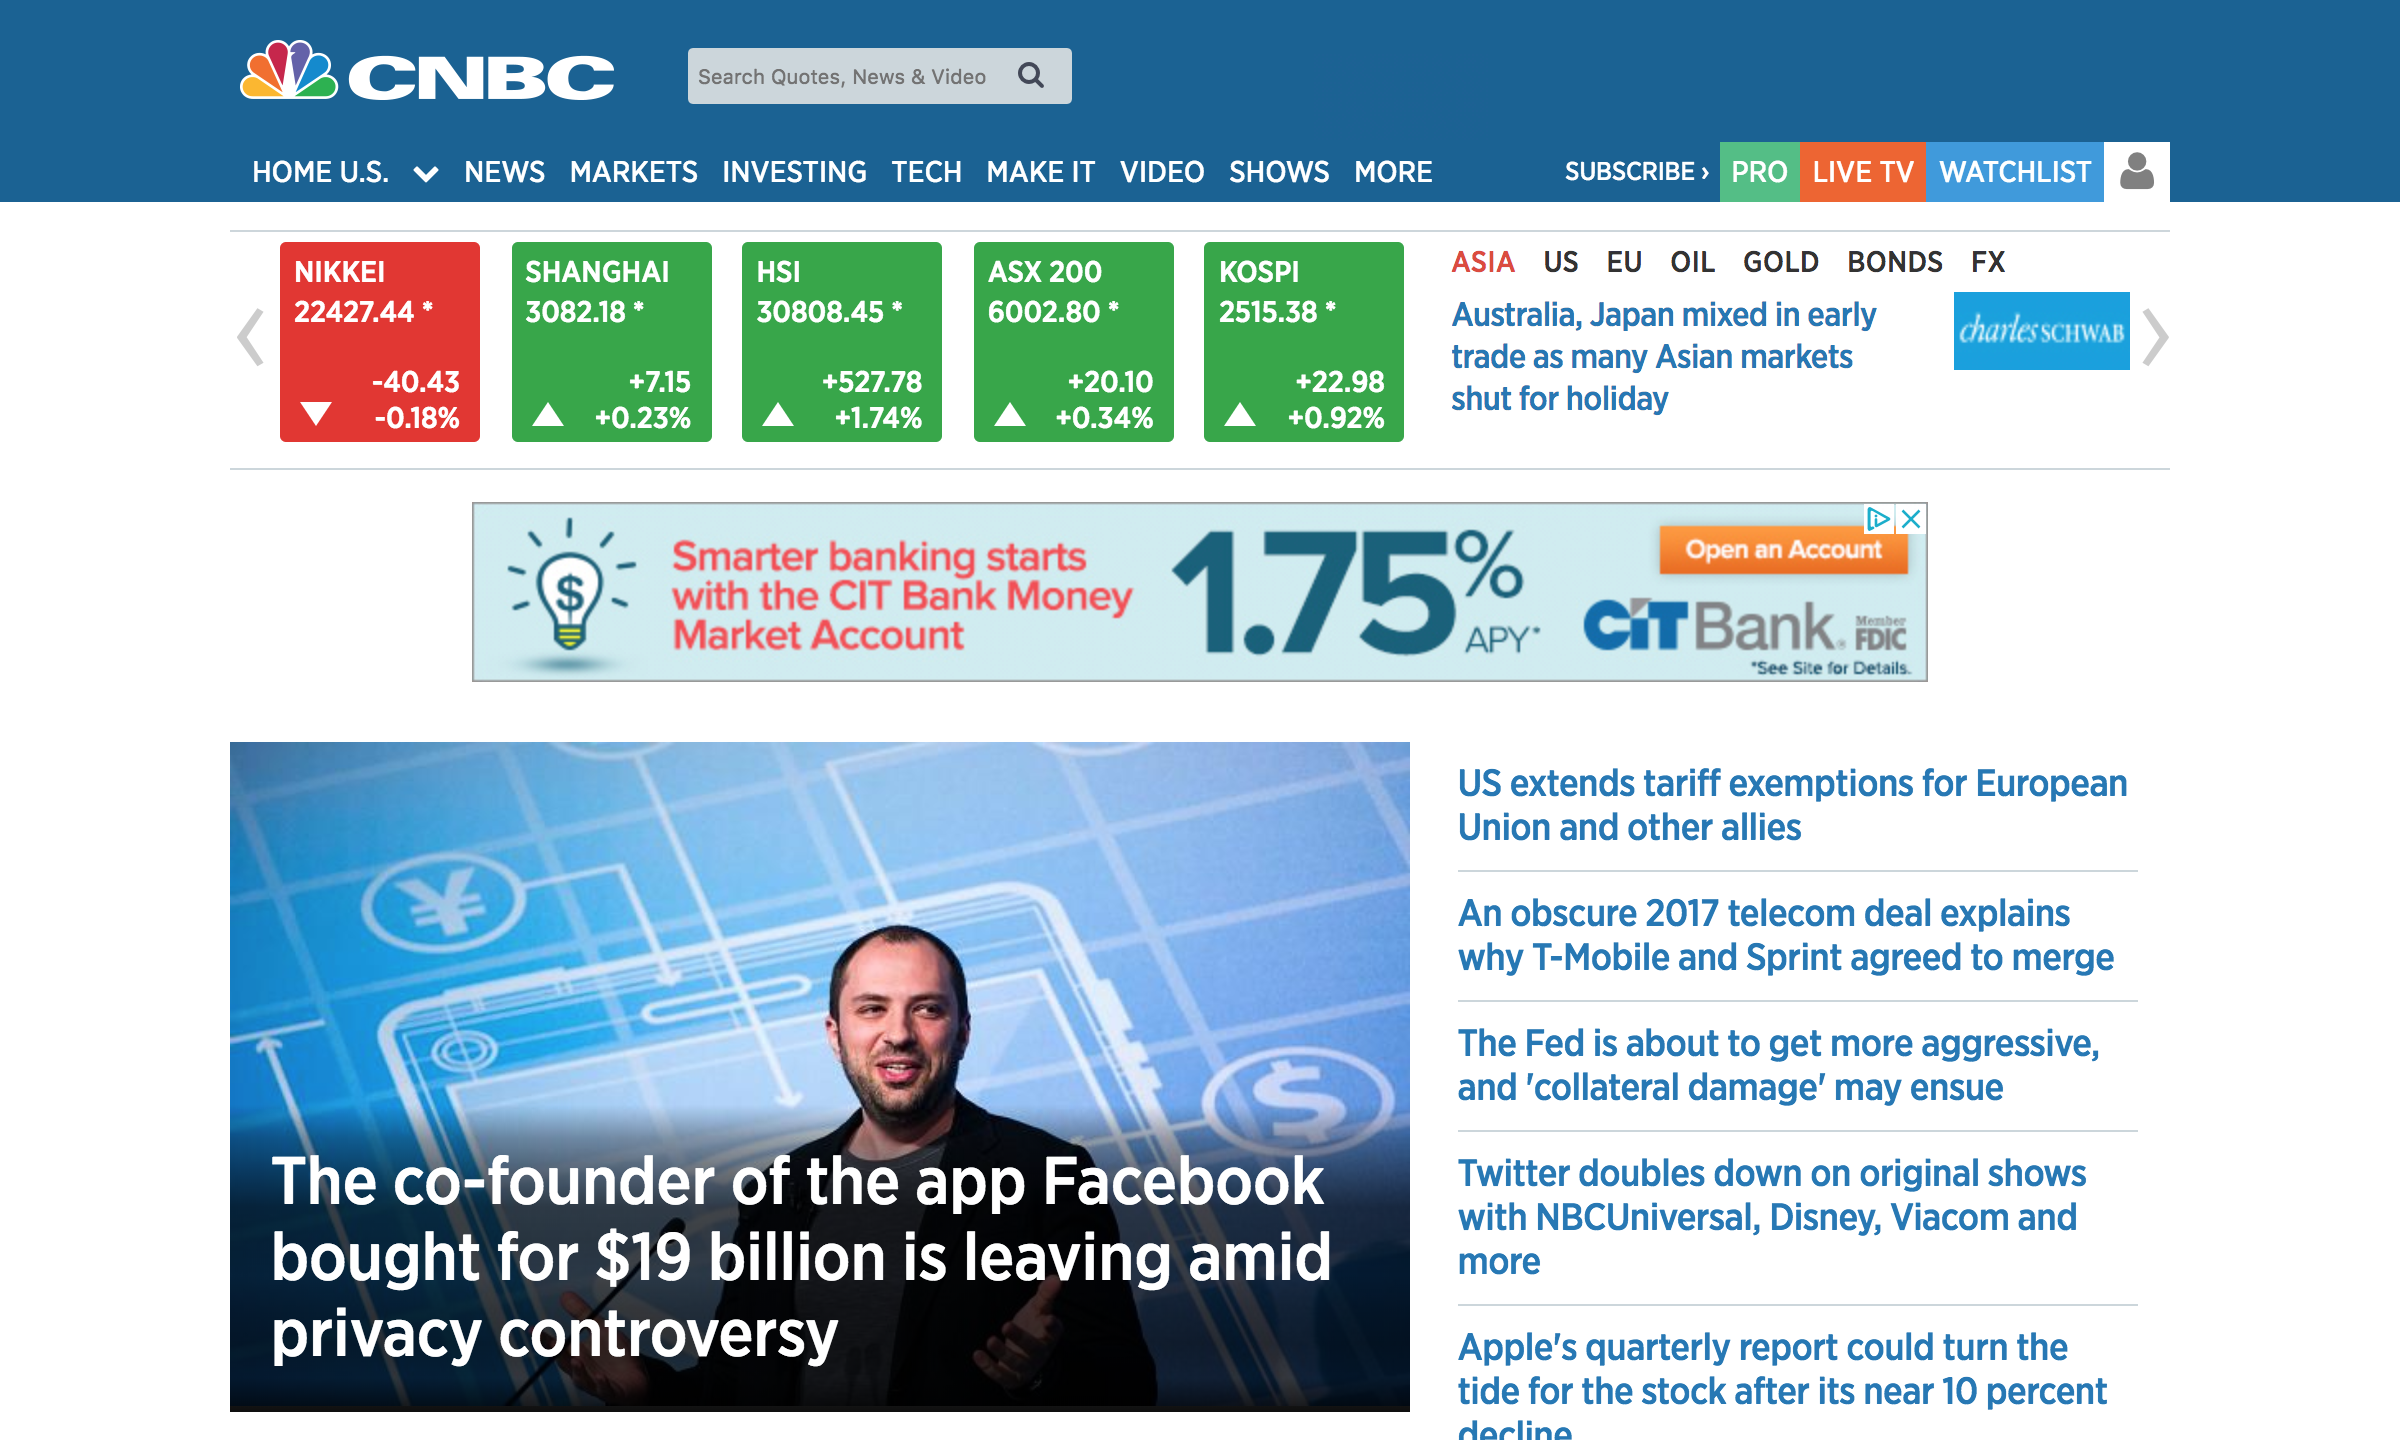 CNBC
Search Quotes, News & Video
HOME U.S. NEWS MARKETS INVESTING TECH MAKE IT VIDEO SHOWS MORE
SUBSCRIBE › PRO LIVE TV WATCHLIST
NIKKEI
22427.44 *
-40.43
-0.18%
SHANGHAI
3082.18 *
+7.15
+0.23%
HSI
30808.45 *
+527.78
+1.74%
ASX 200
6002.80 *
+20.10
+0.34%
KOSPI
2515.38 *
+22.98
+0.92%
ASIA US EU OIL GOLD BONDS FX
Australia, Japan mixed in early
trade as many Asian markets
shut for holiday
charles SCHWAB
Smarter banking starts
with the CIT Bank Money
Market Account
1.75% APY*
Open an Account
CIT Bank® Member FDIC
*See Site for Details.
The co-founder of the app Facebook
bought for $19 billion is leaving amid
privacy controversy
US extends tariff exemptions for European
Union and other allies
An obscure 2017 telecom deal explains
why T-Mobile and Sprint agreed to merge
The Fed is about to get more aggressive,
and 'collateral damage' may ensue
Twitter doubles down on original shows
with NBCUniversal, Disney, Viacom and
more
Apple's quarterly report could turn the
tide for the stock after its near 10 percent
decline